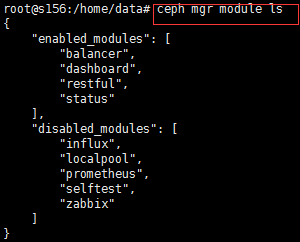 root@s156:/home/data# ceph mgr module ls
{
    "enabled_modules": [
        "balancer",
        "dashboard",
        "restful",
        "status"
    ],
    "disabled_modules": [
        "influx",
        "localpool",
        "prometheus",
        "selftest",
        "zabbix"
    ]
}